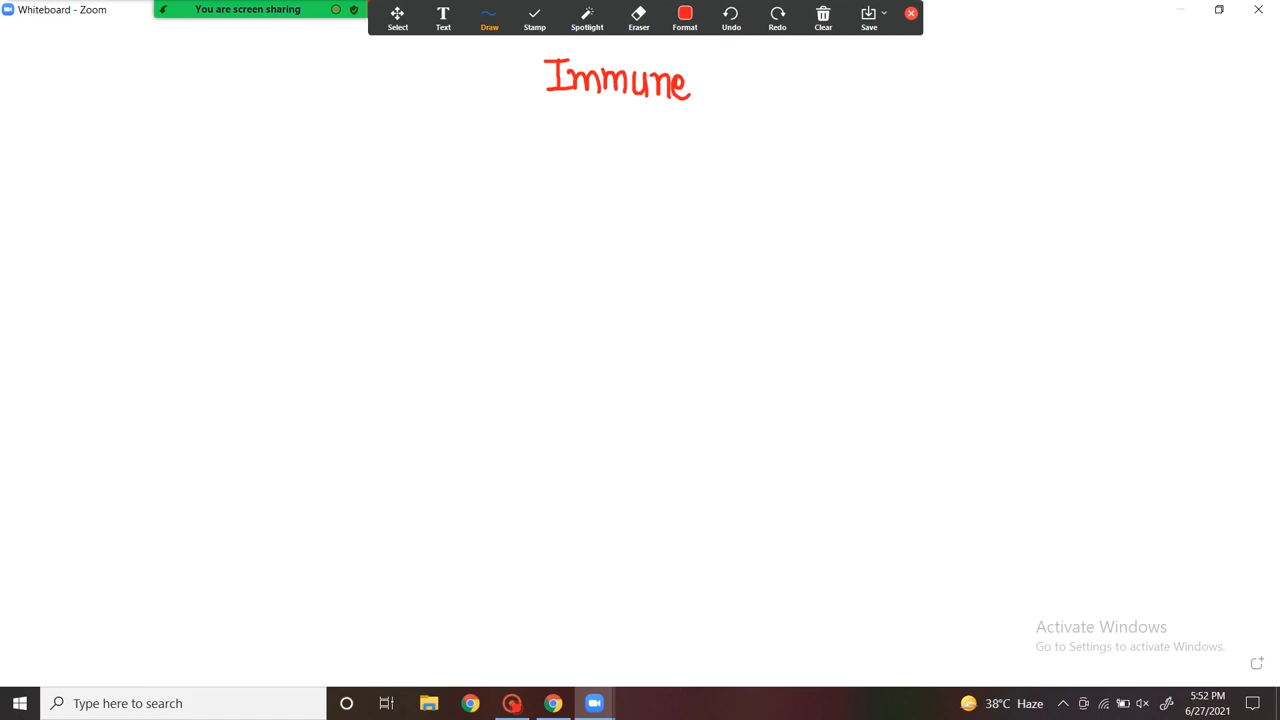 Whiteboard - Zoom
You are screen sharing
Select Text Draw Stamp Spotlight Eraser Format Undo Redo Clear Save
Immune
Activate Windows
Go to Settings to activate Windows.
Type here to search
38°C Haze
5:52 PM
6/27/2021